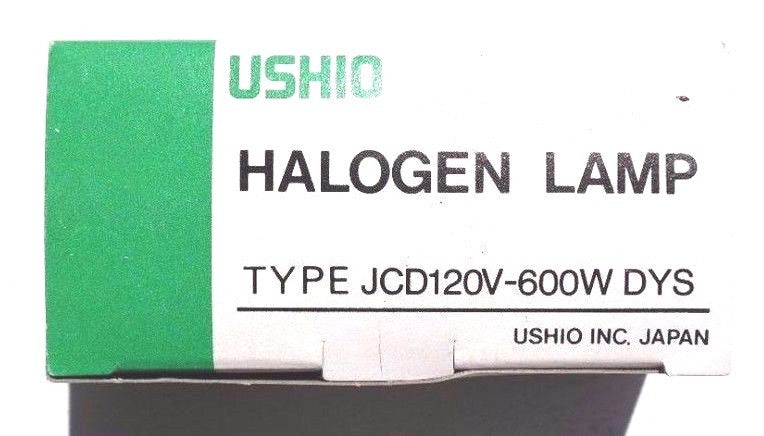 USHIO
HALOGEN LAMP
TYPE JCD120V-600W DYS
USHIO INC. JAPAN